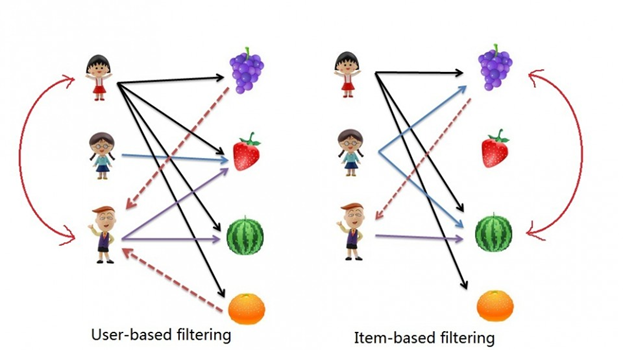 User-based filtering
Item-based filtering